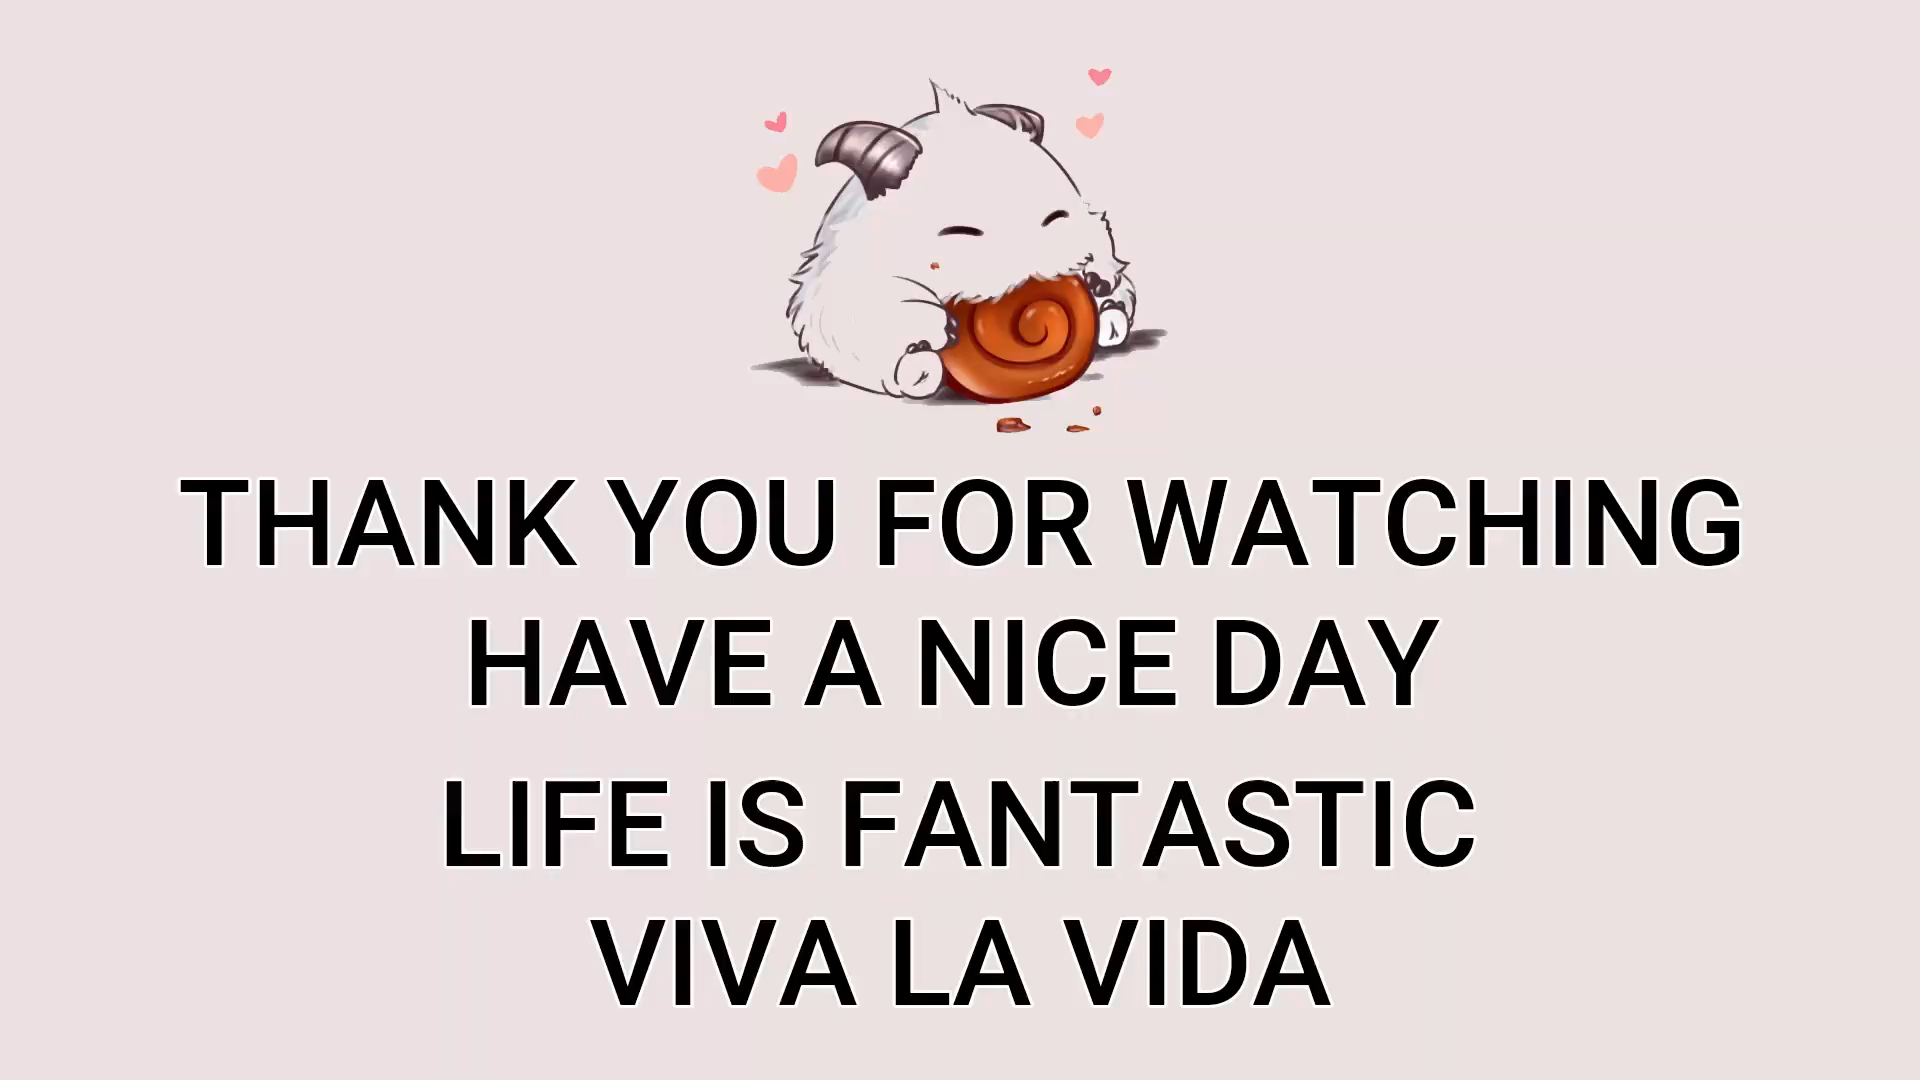 THANK YOU FOR WATCHING
HAVE A NICE DAY
LIFE IS FANTASTIC
VIVA LA VIDA